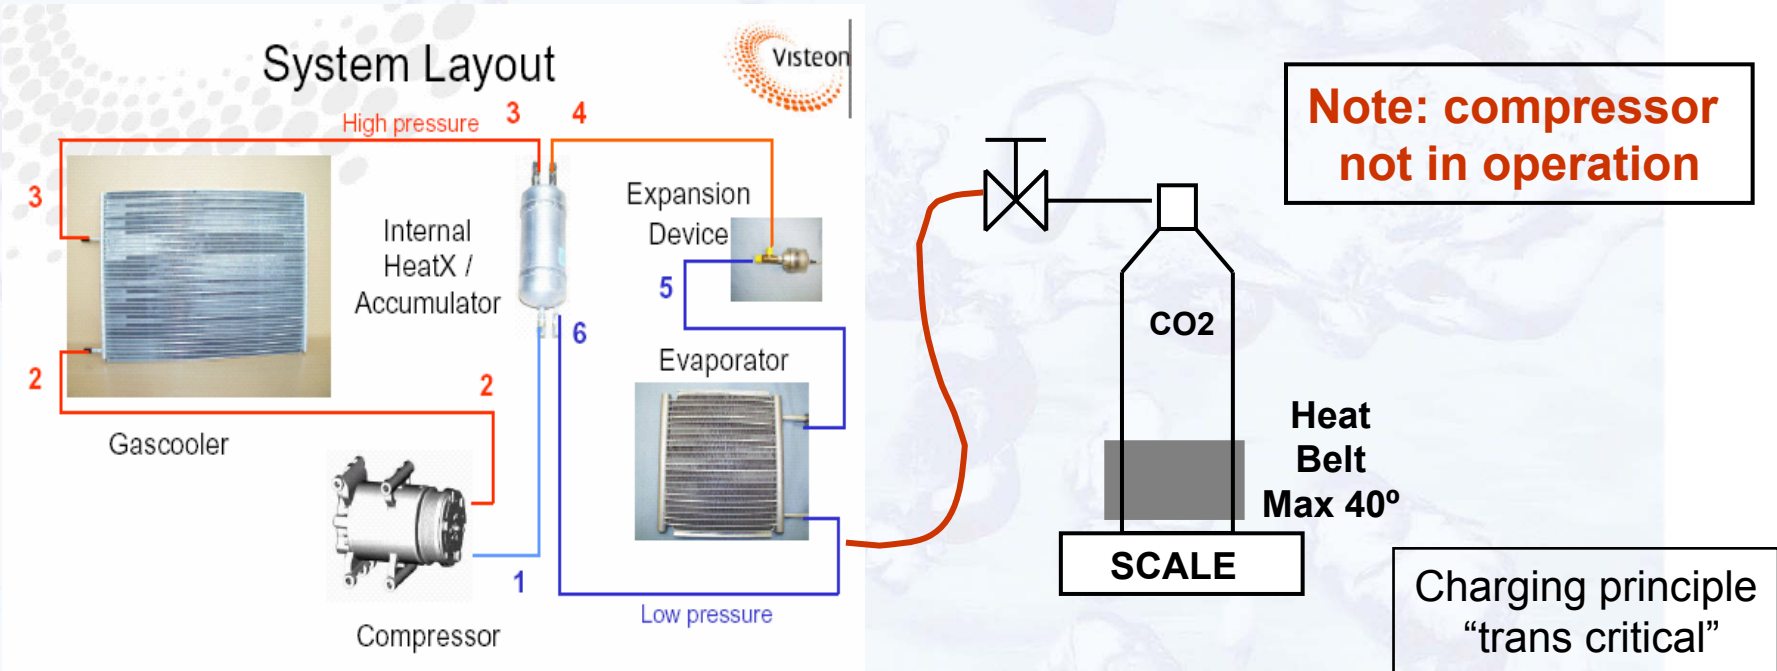 System Layout
Visteon
High pressure
3
4
3
Internal
HeatX /
Accumulator
Expansion
Device
5
6
2
2
Evaporator
Gascooler
1
Low pressure
Compressor
Note: compressor
not in operation
CO2
Heat
Belt
Max 40º
SCALE
Charging principle
“trans critical”